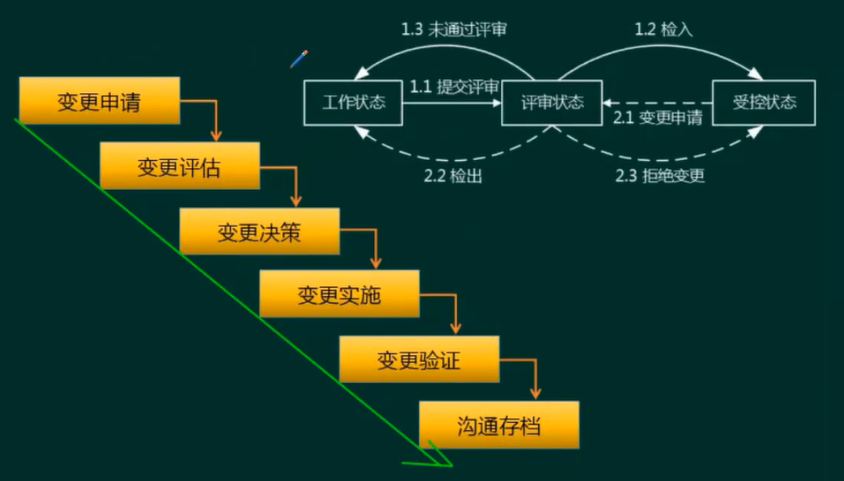 1.3 未通过评审
1.2 检入
变更申请
工作状态
1.1 提交评审
评审状态
2.1 变更申请
受控状态
变更评估
2.2 检出
2.3 拒绝变更
变更决策
变更实施
变更验证
沟通存档